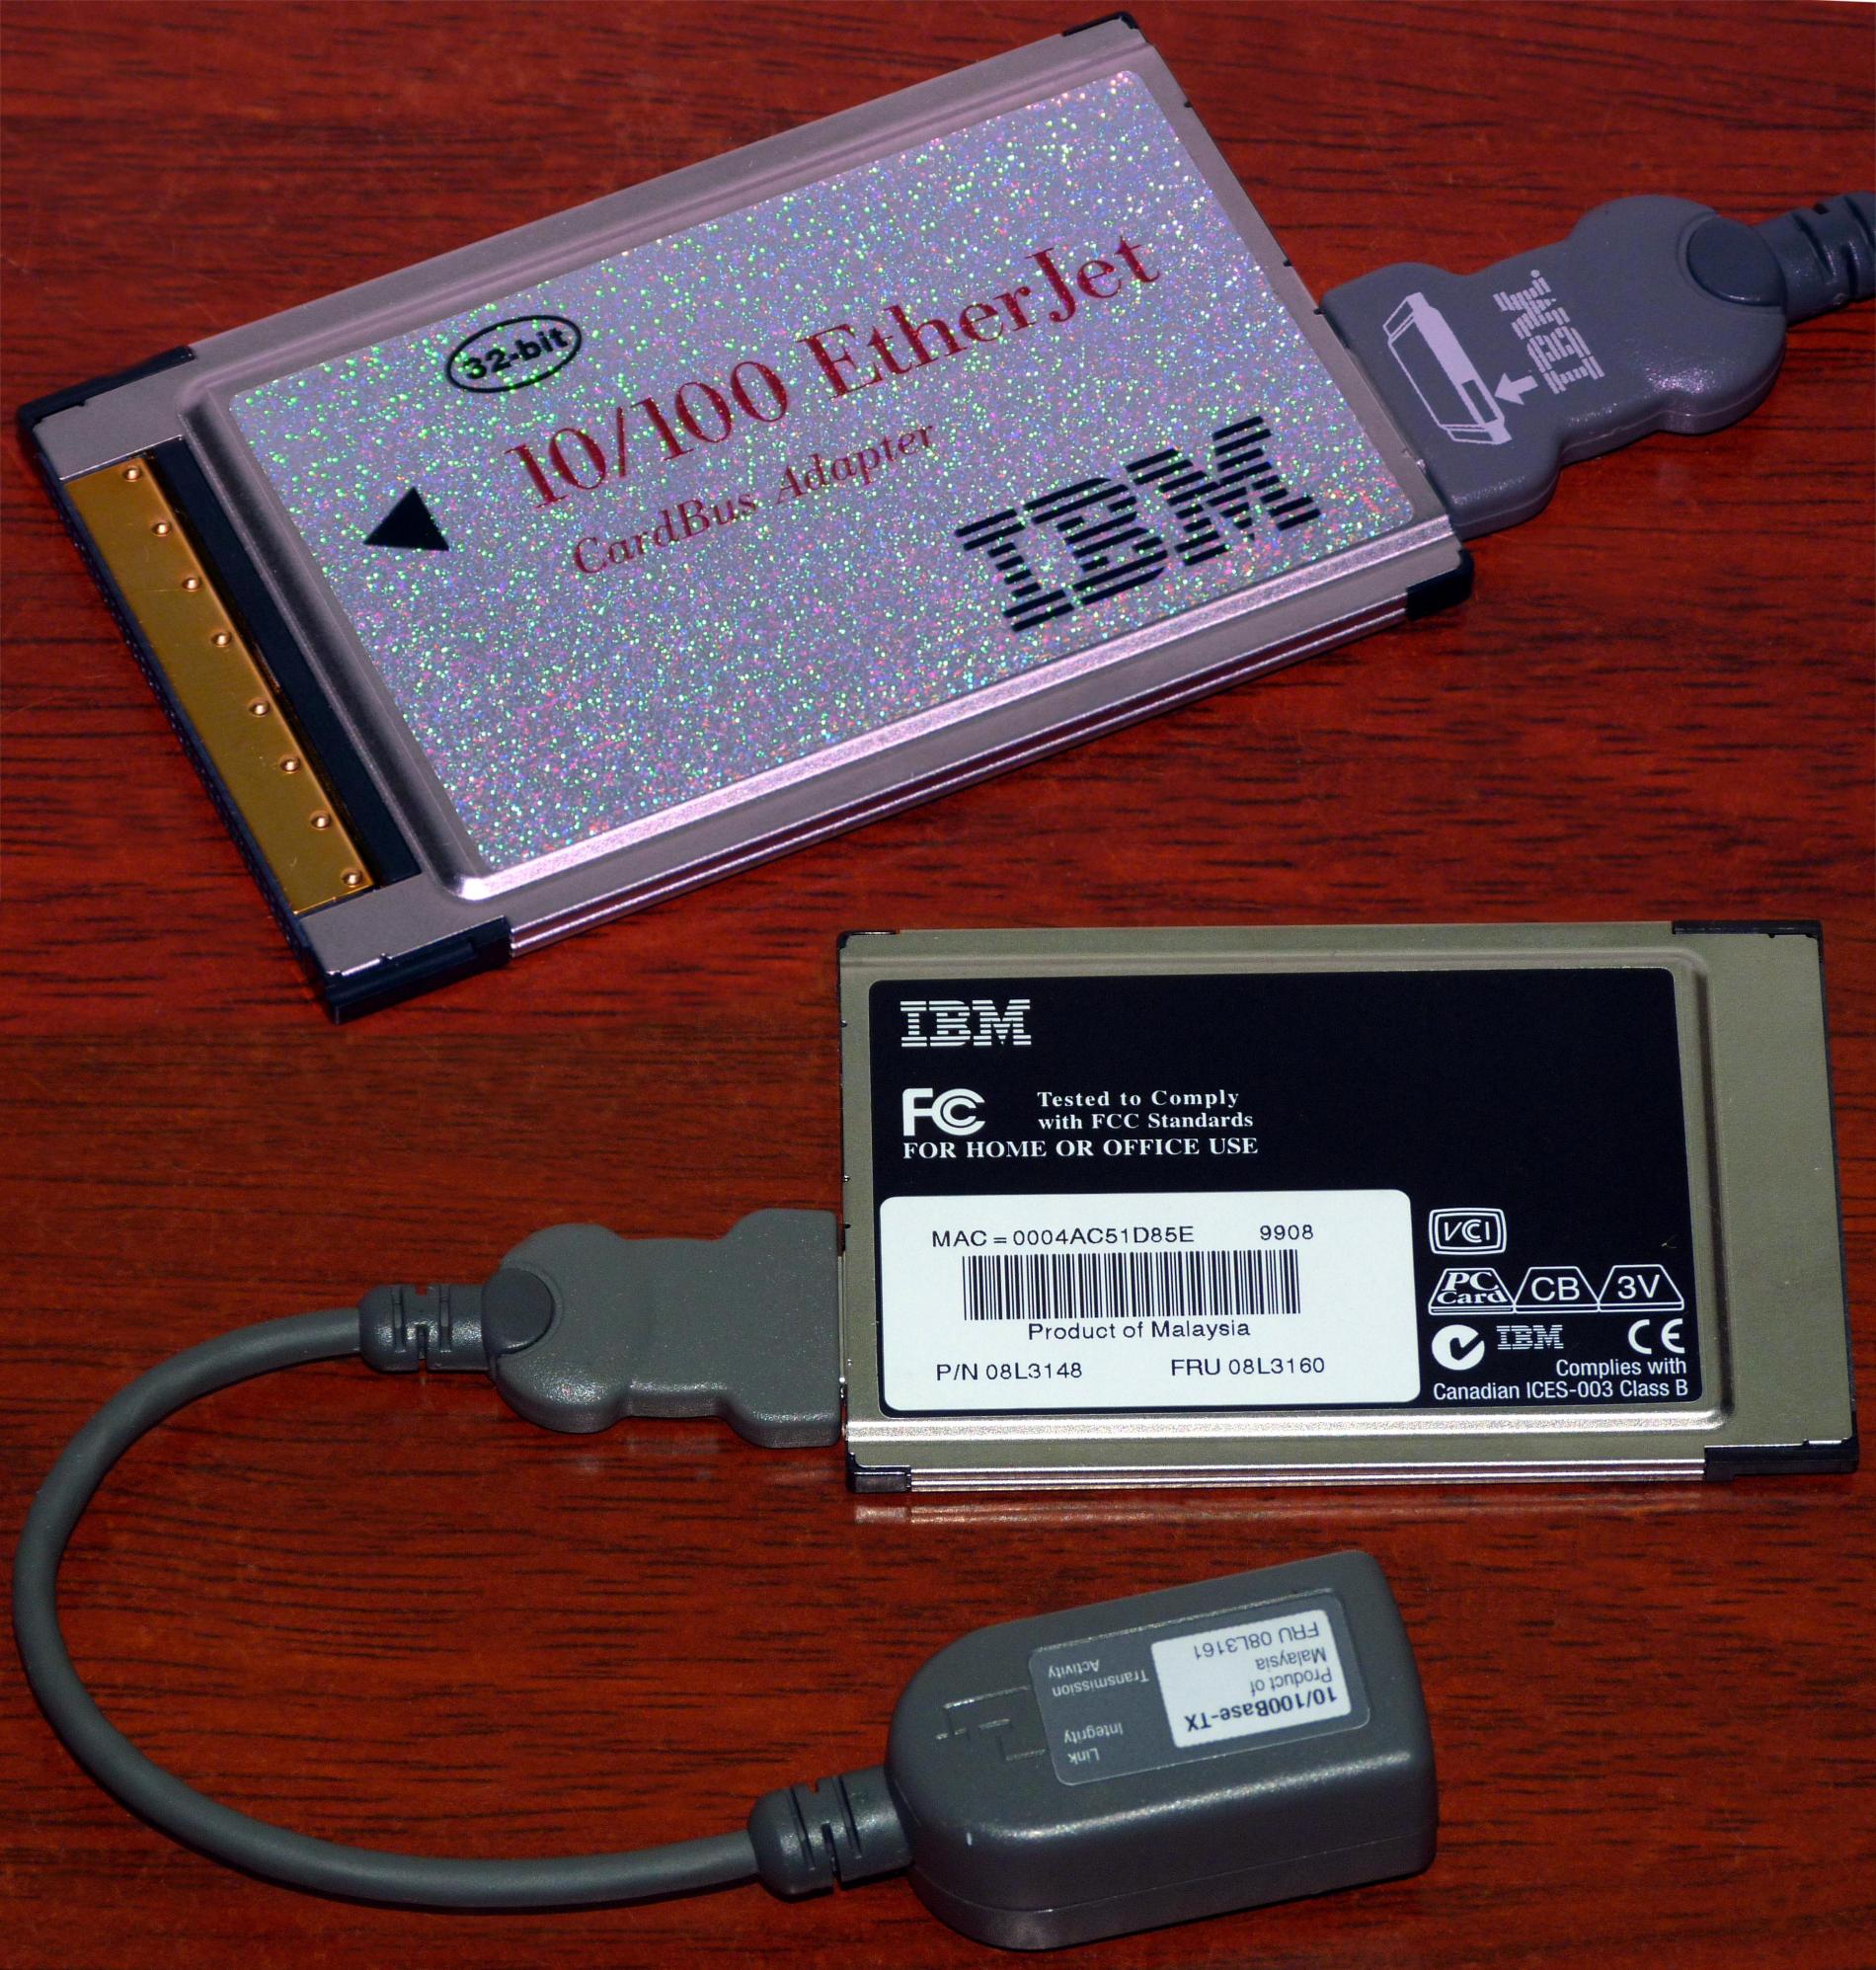 32-bit
10/100 EtherJet
CardBus Adapter
IBM
IBM
IBM
FC Tested to Comply
with FCC Standards
FOR HOME OR OFFICE USE
MAC = 0004AC51D85E 9908
Product of Malaysia
P/N 08L3148 FRU 08L3160
VCI
PC Card CB 3V
IBM CE
Complies with
Canadian ICES-003 Class B
10/100Base-TX
Product of
Malaysia
FRU 08L3161
Link
Integrity
Transmission
Activity